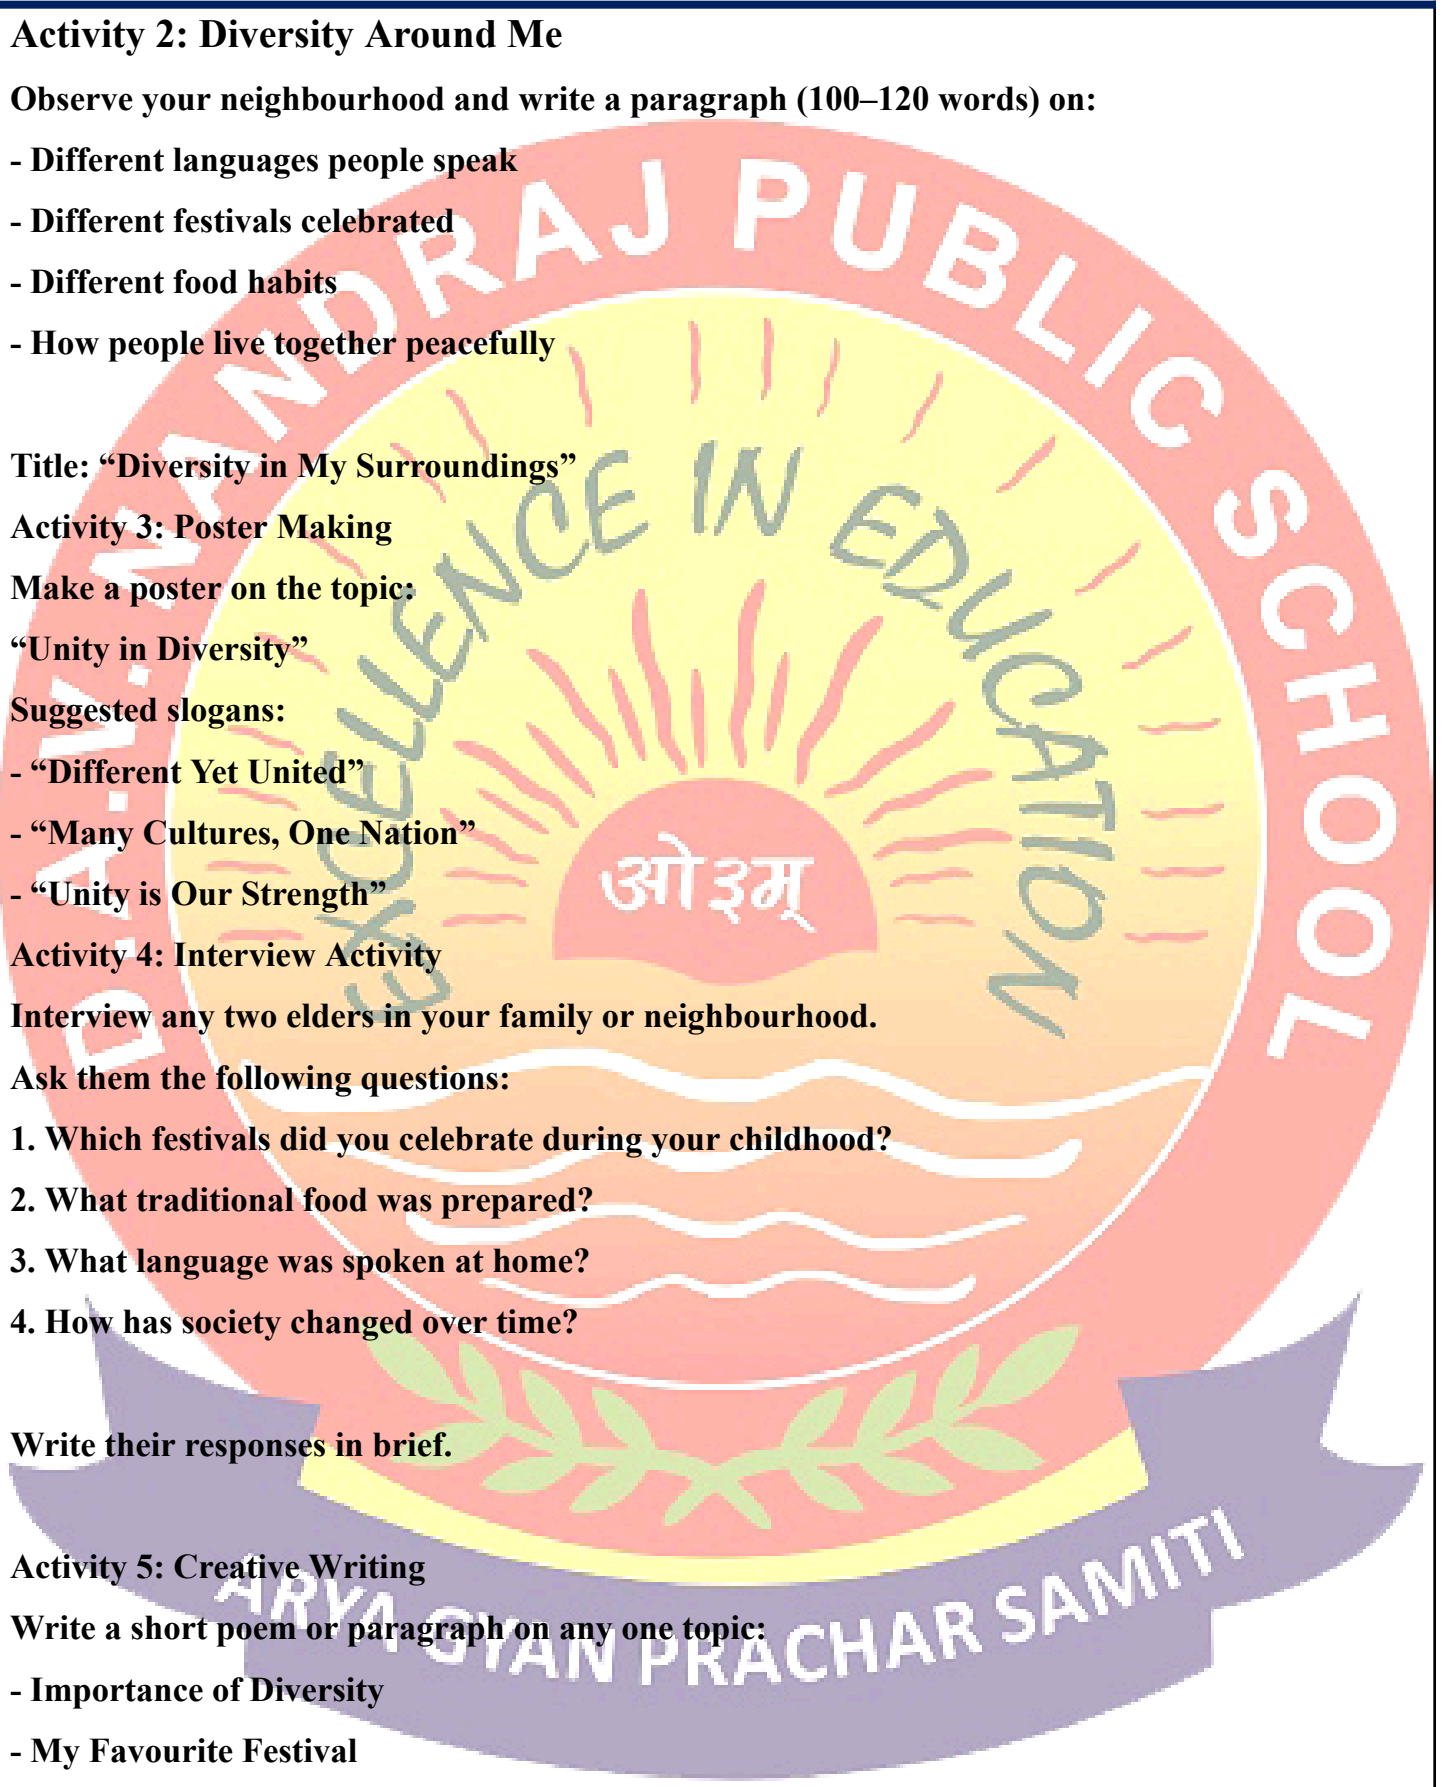 Activity 2: Diversity Around Me
Observe your neighbourhood and write a paragraph (100–120 words) on:
- Different languages people speak
- Different festivals celebrated
- Different food habits
- How people live together peacefully
Title: “Diversity in My Surroundings”
Activity 3: Poster Making
Make a poster on the topic:
“Unity in Diversity”
Suggested slogans:
- “Different Yet United”
- “Many Cultures, One Nation”
- “Unity is Our Strength”
Activity 4: Interview Activity
Interview any two elders in your family or neighbourhood.
Ask them the following questions:
1. Which festivals did you celebrate during your childhood?
2. What traditional food was prepared?
3. What language was spoken at home?
4. How has society changed over time?
Write their responses in brief.
Activity 5: Creative Writing
Write a short poem or paragraph on any one topic:
- Importance of Diversity
- My Favourite Festival
D.A.V. NANDRAJ PUBLIC SCHOOL
EXCELLENCE IN EDUCATION
ओ३म्
ARYA GYAN PRACHAR SAMITI